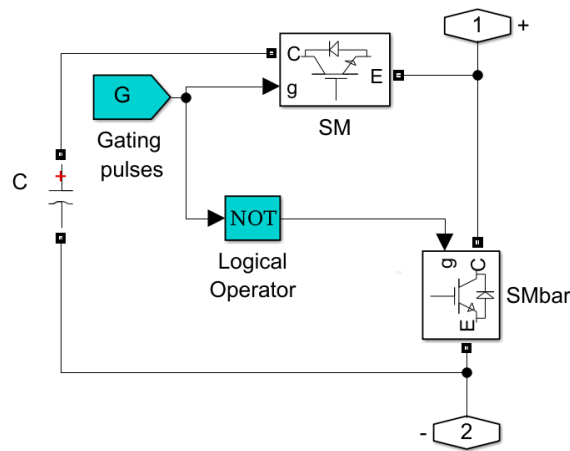 1
+
C
E
g
SM
G
Gating
pulses
C
+
NOT
Logical
Operator
g
C
E
SMbar
-
2